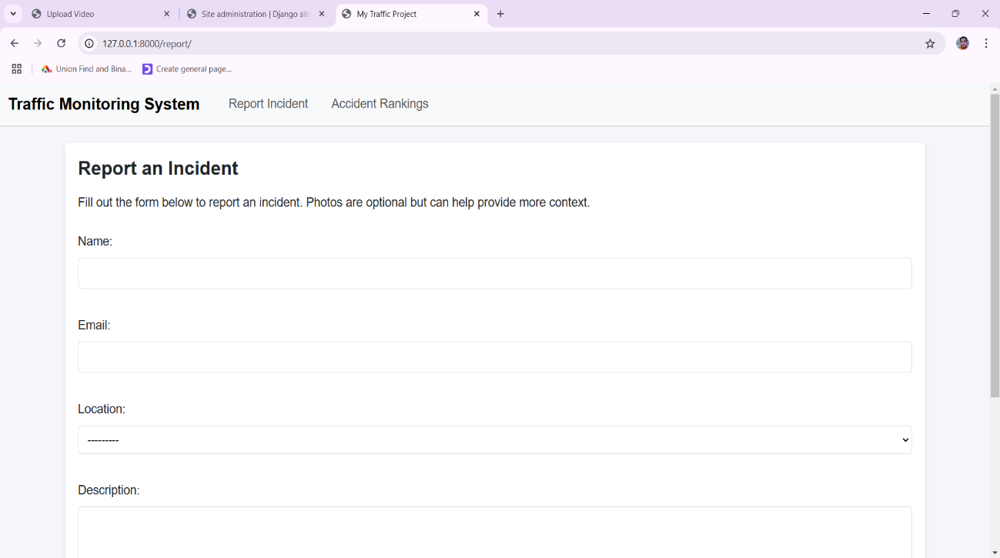 Upload Video
Site administration | Django site
My Traffic Project
127.0.0.1:8000/report/
Union Find and Bina...
Create general page...
Traffic Monitoring System
Report Incident
Accident Rankings
Report an Incident
Fill out the form below to report an incident. Photos are optional but can help provide more context.
Name:
Email:
Location:
---------
Description: